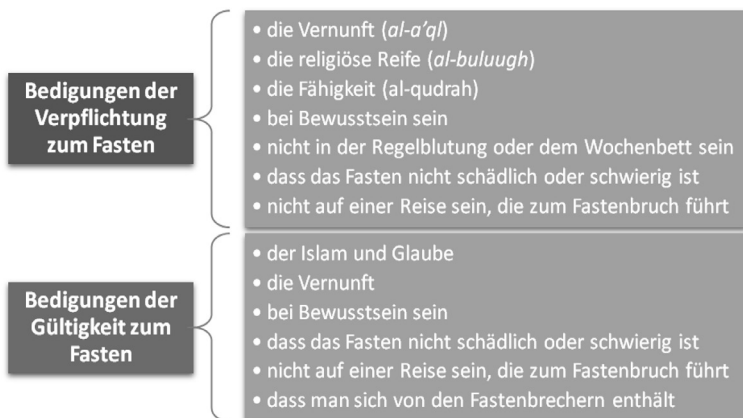 Bedigungen der
Verpflichtung
zum Fasten
• die Vernunft (al-a'ql)
• die religiöse Reife (al-buluugh)
• die Fähigkeit (al-qudrah)
• bei Bewusstsein sein
• nicht in der Regelblutung oder dem Wochenbett sein
• dass das Fasten nicht schädlich oder schwierig ist
• nicht auf einer Reise sein, die zum Fastenbruch führt
Bedigungen der
Gültigkeit zum
Fasten
• der Islam und Glaube
• die Vernunft
• bei Bewusstsein sein
• dass das Fasten nicht schädlich oder schwierig ist
• nicht auf einer Reise sein, die zum Fastenbruch führt
• dass man sich von den Fastenbrechern enthält